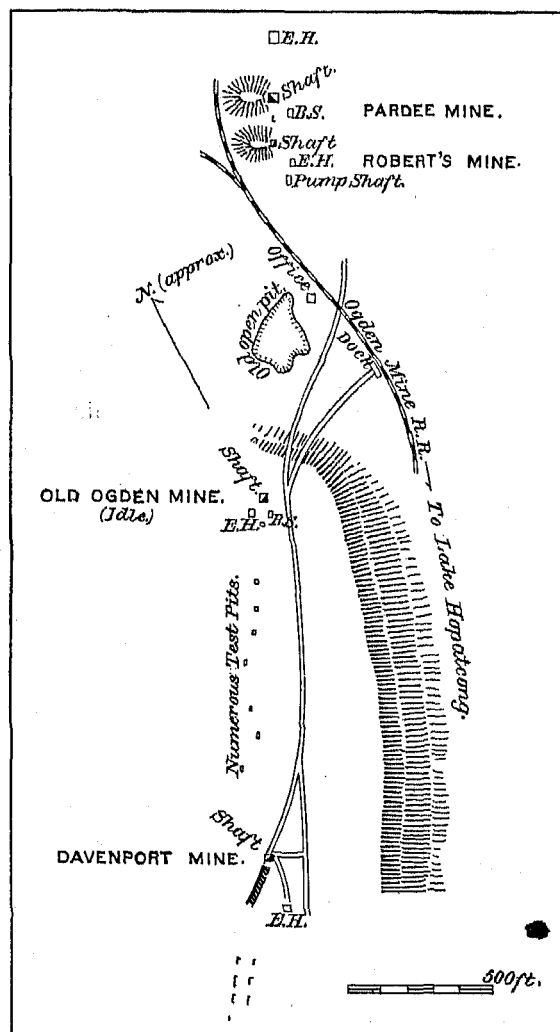 E.H.
Shaft.
B.S. PARDEE MINE.
Shaft
E.H. ROBERT'S MINE.
Pump Shaft.
N. (approx.)
Office
Old open pit.
Ogden Mine R.R.
Dock
To Lake Hopatcong.
Shaft
OLD OGDEN MINE.
(Idle.)
E.H. B.S.
Numerous Test Pits.
Shaft
DAVENPORT MINE.
E.H.
500ft.